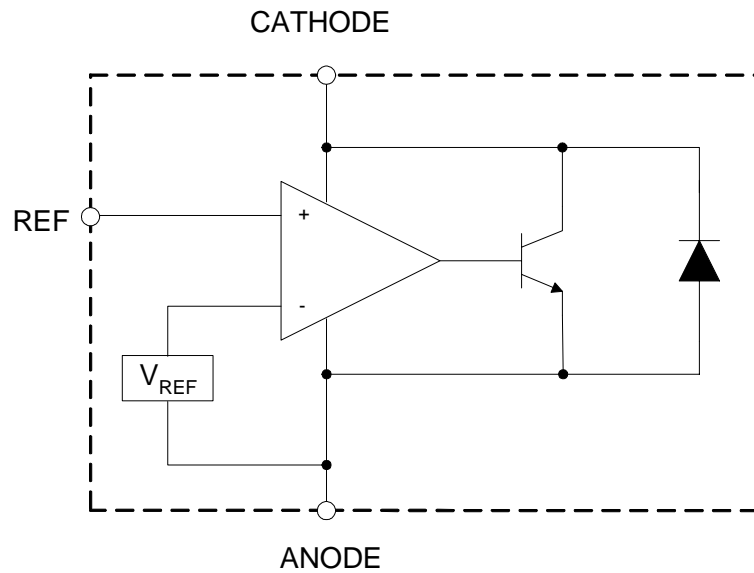 CATHODE
REF
+
-
VREF
ANODE